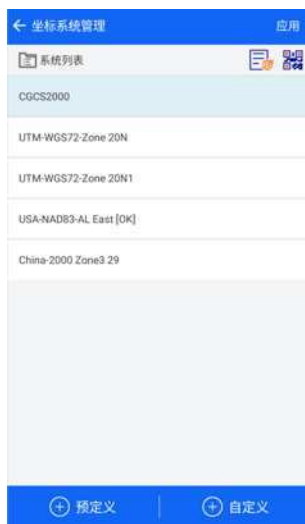 坐标系统管理 应用
系统列表
CGCS2000
UTM-WGS72-Zone 20N
UTM-WGS72-Zone 20N1
USA-NAD83-AL East [OK]
China-2000 Zone3 29
预定义 自定义